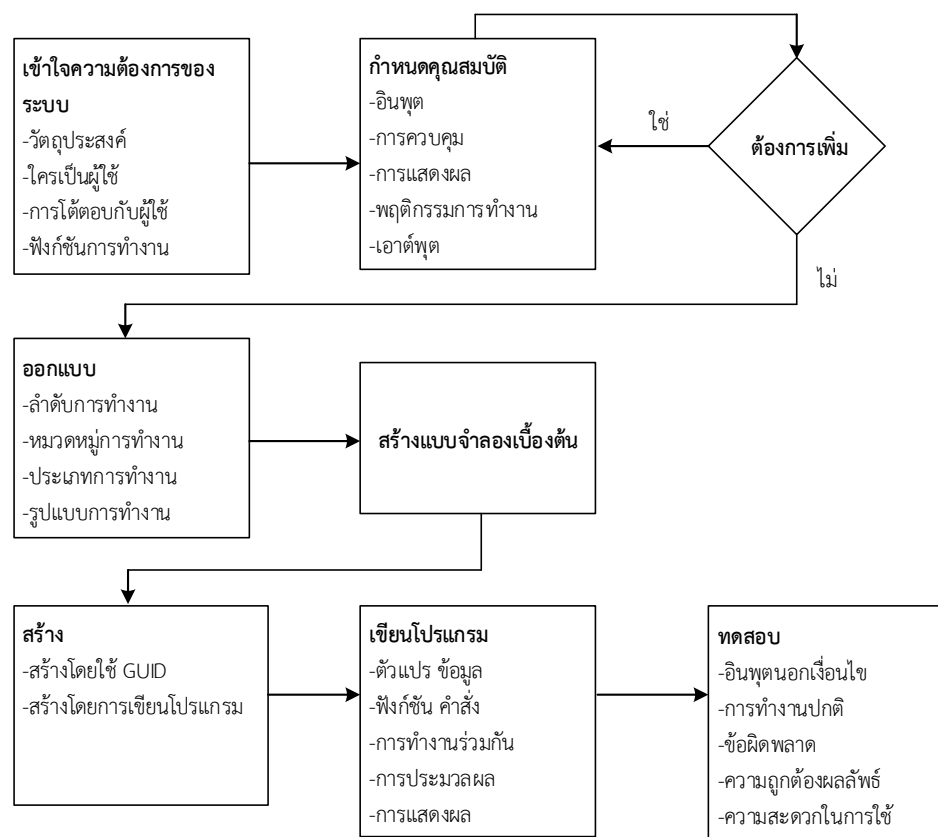 เข้าใจความต้องการของ
ระบบ
-วัตถุประสงค์
-ใครเป็นผู้ใช้
-การโต้ตอบกับผู้ใช้
-ฟังก์ชันการทำงาน
กำหนดคุณสมบัติ
-อินพุต
-การควบคุม
-การแสดงผล
-พฤติกรรมการทำงาน
-เอาต์พุต
ใช่
ต้องการเพิ่ม
ไม่
ออกแบบ
-ลำดับการทำงาน
-หมวดหมู่การทำงาน
-ประเภทการทำงาน
-รูปแบบการทำงาน
สร้างแบบจำลองเบื้องต้น
สร้าง
-สร้างโดยใช้ GUID
-สร้างโดยการเขียนโปรแกรม
เขียนโปรแกรม
-ตัวแปร ข้อมูล
-ฟังก์ชัน คำสั่ง
-การทำงานร่วมกัน
-การประมวลผล
-การแสดงผล
ทดสอบ
-อินพุตนอกเงื่อนไข
-การทำงานปกติ
-ข้อผิดพลาด
-ความถูกต้องผลลัพธ์
-ความสะดวกในการใช้